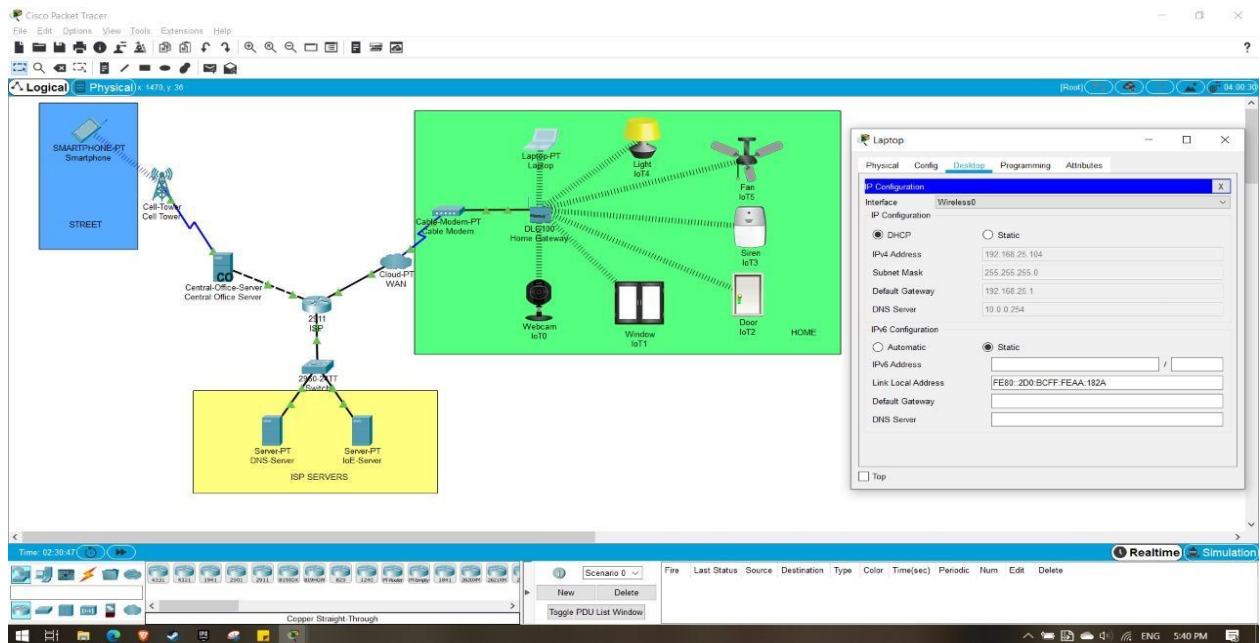 Cisco Packet Tracer
File Edit Options View Tools Extensions Help
?
Logical Physical x: 1470, y: 36
[Root] 04:00:30
SMARTPHONE-PT
Smartphone
Cell-Tower
Cell Tower
STREET
CO
Central-Office-Server
Central Office Server
2911
ISP
Cloud-PT
WAN
Cable-Modem-PT
Cable Modem
DLC100
Home Gateway
Laptop-PT
Laptop
Light
IoT4
Fan
IoT5
Siren
IoT3
Door
IoT2
Window
IoT1
Webcam
IoT0
HOME
2950-24TT
Switch
Server-PT
DNS-Server
Server-PT
IoE-Server
ISP SERVERS
Laptop
Physical Config Desktop Programming Attributes
IP Configuration X
Interface Wireless0
IP Configuration
DHCP Static
IPv4 Address 192.168.25.104
Subnet Mask 255.255.255.0
Default Gateway 192.168.25.1
DNS Server 10.0.0.254
IPv6 Configuration
Automatic Static
IPv6 Address /
Link Local Address FE80::2D0:BCFF:FEAA:182A
Default Gateway
DNS Server
Top
Time: 02:30:47
Realtime Simulation
4331 4321 1941 2901 2911 819HGW 829 1240 PT-Router PT-Empty 1841 2620XM 2621XM
Scenario 0
New Delete
Toggle PDU List Window
Fire Last Status Source Destination Type Color Time(sec) Periodic Num Edit Delete
Copper Straight-Through
ENG 5:40 PM